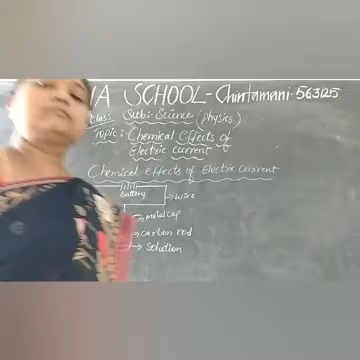 IA SCHOOL - Chintamani - 563125
Class Sub:- Science (Physics)
Topic :- Chemical effects of
Electric current
Chemical effects of Electric current
Battery
wire
metal cap
carbon rod
Solution